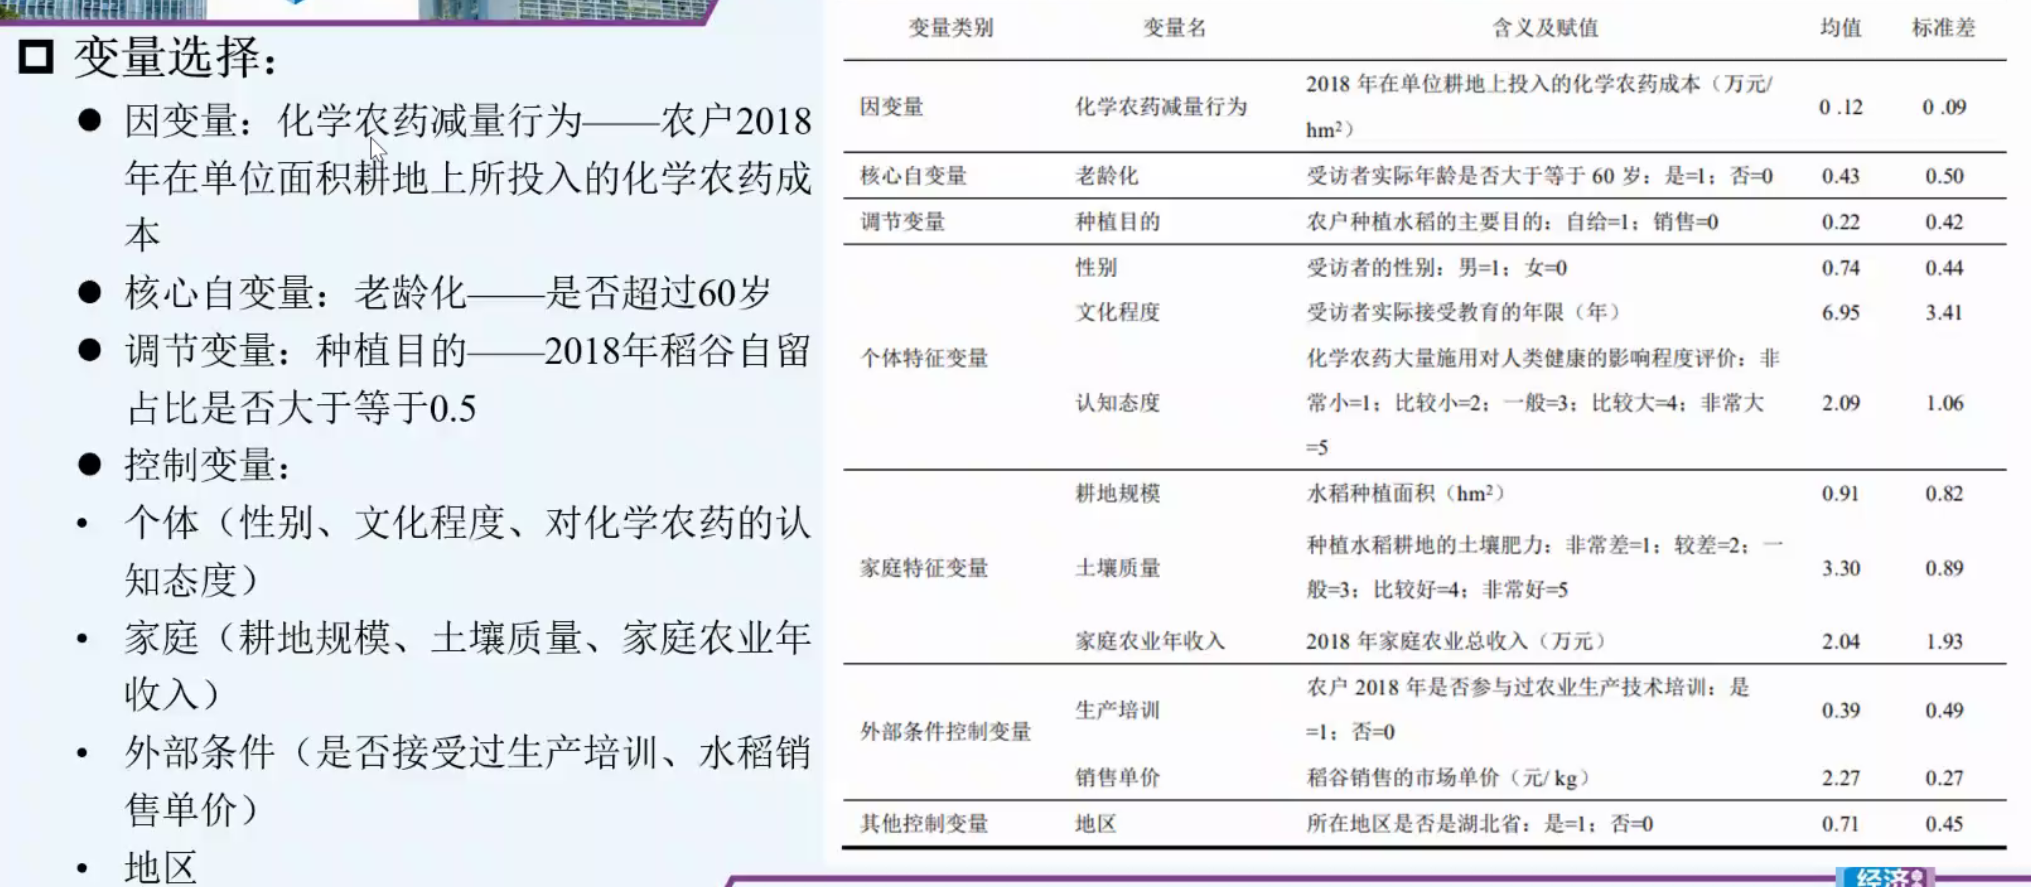 变量选择：
因变量：化学农药减量行为——农户2018
年在单位面积耕地上所投入的化学农药成
本
核心自变量：老龄化——是否超过60岁
调节变量：种植目的——2018年稻谷自留
占比是否大于等于0.5
控制变量：
个体（性别、文化程度、对化学农药的认
知态度）
家庭（耕地规模、土壤质量、家庭农业年
收入）
外部条件（是否接受过生产培训、水稻销
售单价）
地区
变量类别 变量名 含义及赋值 均值 标准差
因变量 化学农药减量行为 2018 年在单位耕地上投入的化学农药成本（万元/
hm²） 0 .12 0 .09
核心自变量 老龄化 受访者实际年龄是否大于等于 60 岁：是=1；否=0 0.43 0.50
调节变量 种植目的 农户种植水稻的主要目的：自给=1；销售=0 0.22 0.42
个体特征变量 性别 受访者的性别：男=1；女=0 0.74 0.44
文化程度 受访者实际接受教育的年限（年） 6.95 3.41
认知态度 化学农药大量施用对人类健康的影响程度评价：非
常小=1；比较小=2；一般=3；比较大=4；非常大
=5 2.09 1.06
家庭特征变量 耕地规模 水稻种植面积（hm²） 0.91 0.82
土壤质量 种植水稻耕地的土壤肥力：非常差=1；较差=2；一
般=3；比较好=4；非常好=5 3.30 0.89
家庭农业年收入 2018 年家庭农业总收入（万元） 2.04 1.93
外部条件控制变量 生产培训 农户 2018 年是否参与过农业生产技术培训：是
=1；否=0 0.39 0.49
销售单价 稻谷销售的市场单价（元/ kg） 2.27 0.27
其他控制变量 地区 所在地区是否是湖北省：是=1；否=0 0.71 0.45
经济